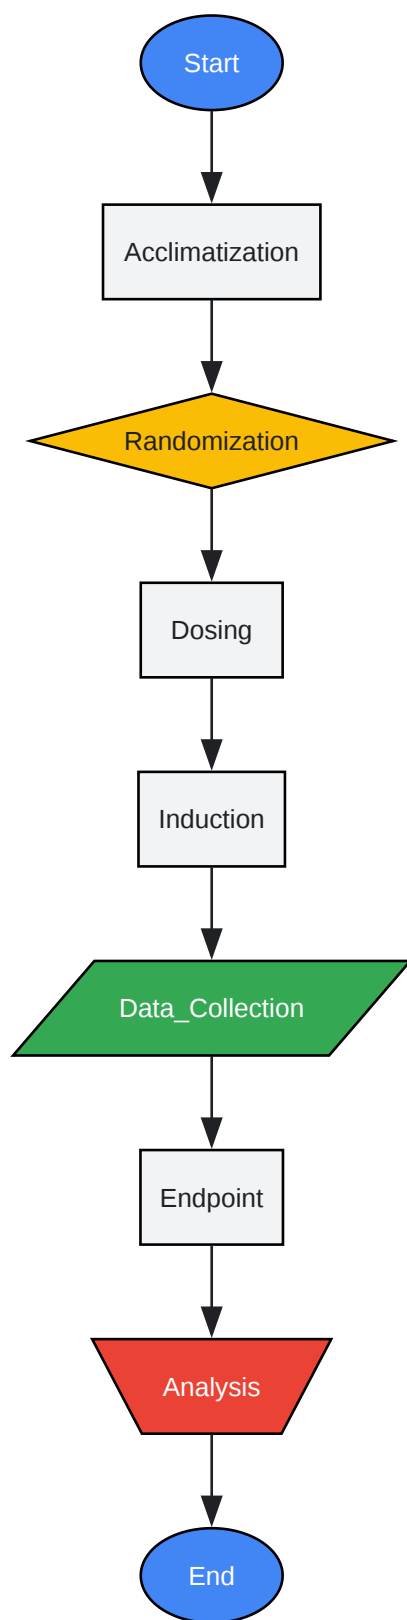 Start
Acclimatization
Randomization
Dosing
Induction
Data_Collection
Endpoint
Analysis
End